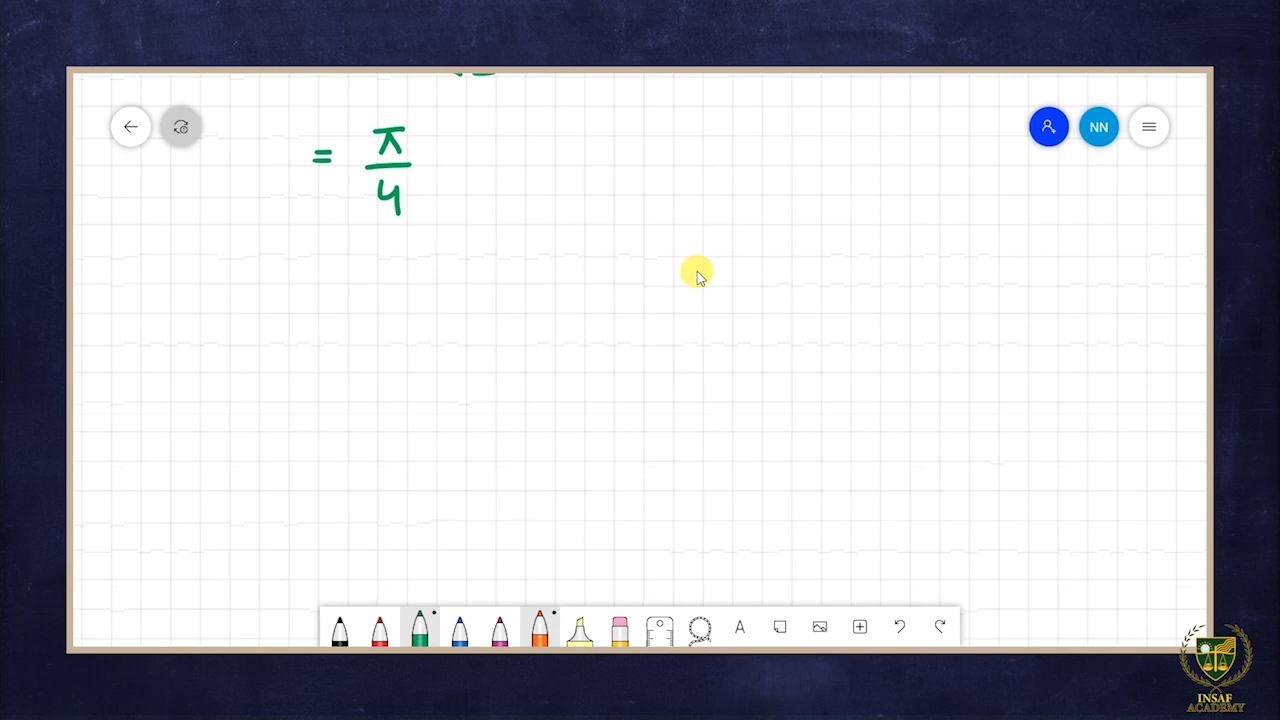 NN
= π/4
A
INSAF
ACADEMY